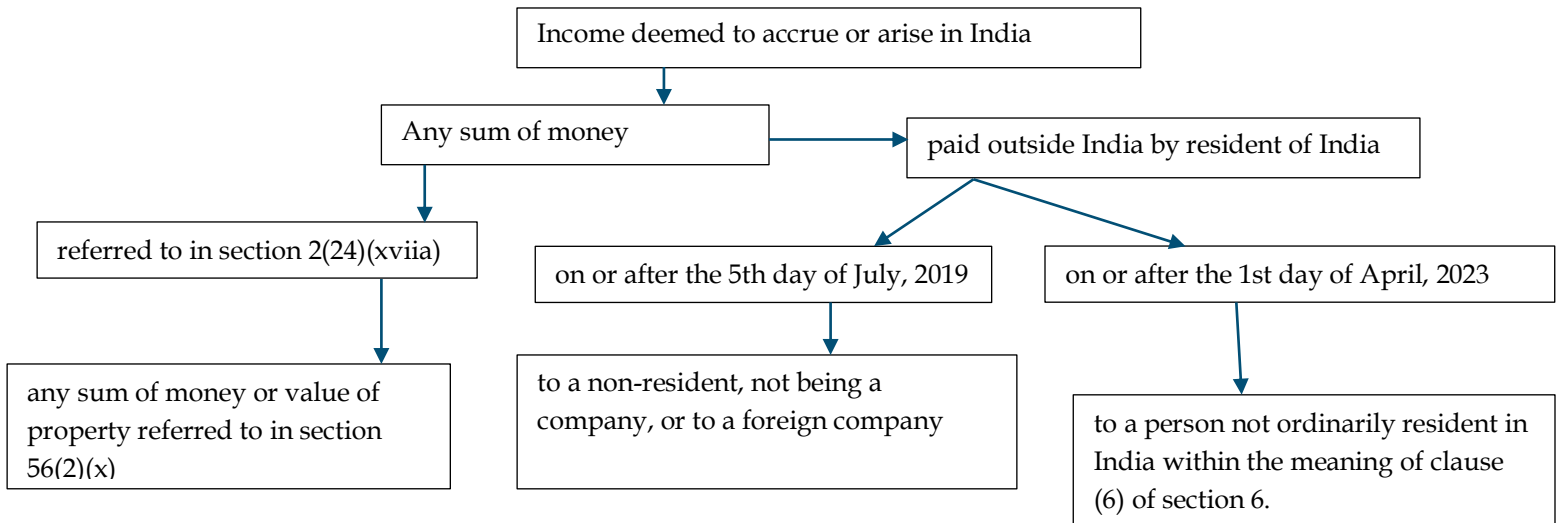 Income deemed to accrue or arise in India
Any sum of money
paid outside India by resident of India
referred to in section 2(24)(xviia)
on or after the 5th day of July, 2019
on or after the 1st day of April, 2023
any sum of money or value of
property referred to in section
56(2)(x)
to a non-resident, not being a
company, or to a foreign company
to a person not ordinarily resident in
India within the meaning of clause
(6) of section 6.